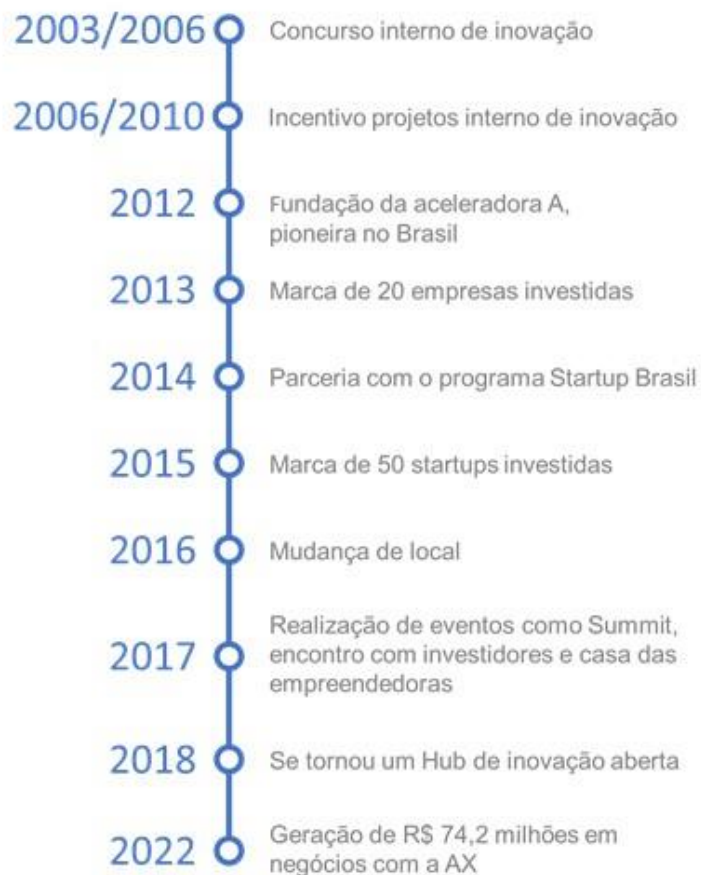 2003/2006 Concurso interno de inovação
2006/2010 Incentivo projetos interno de inovação
2012 Fundação da aceleradora A,
pioneira no Brasil
2013 Marca de 20 empresas investidas
2014 Parceria com o programa Startup Brasil
2015 Marca de 50 startups investidas
2016 Mudança de local
Realização de eventos como Summit,
2017 encontro com investidores e casa das
empreendedoras
2018 Se tornou um Hub de inovação aberta
2022 Geração de R$ 74,2 milhões em
negócios com a AX